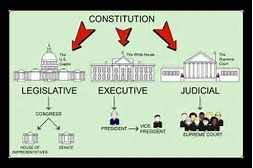 CONSTITUTION
The U.S. Capitol
The White House
The Supreme Court
LEGISLATIVE
EXECUTIVE
JUDICIAL
CONGRESS
HOUSE OF REPRESENTATIVES
SENATE
PRESIDENT
VICE PRESIDENT
SUPREME COURT